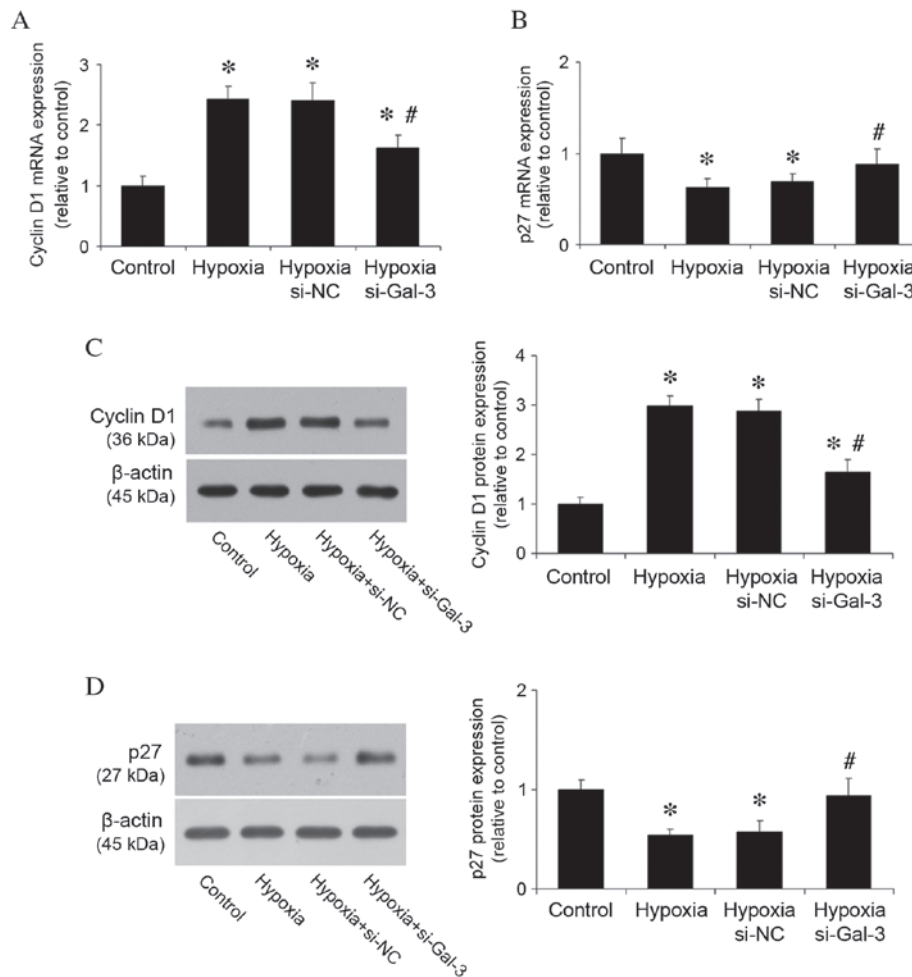 A
Cyclin D1 mRNA expression
(relative to control)
3
2
1
0
*
*
* #
Control
Hypoxia
Hypoxia
si-NC
Hypoxia
si-Gal-3
B
p27 mRNA expression
(relative to control)
2
1
0
*
*
#
Control
Hypoxia
Hypoxia
si-NC
Hypoxia
si-Gal-3
C
Cyclin D1
(36 kDa)
β-actin
(45 kDa)
Control
Hypoxia
Hypoxia+si-NC
Hypoxia+si-Gal-3
Cyclin D1 protein expression
(relative to control)
4
3
2
1
0
*
*
* #
Control
Hypoxia
Hypoxia
si-NC
Hypoxia
si-Gal-3
D
p27
(27 kDa)
β-actin
(45 kDa)
Control
Hypoxia
Hypoxia+si-NC
Hypoxia+si-Gal-3
p27 protein expression
(relative to control)
2
1
0
*
*
#
Control
Hypoxia
Hypoxia
si-NC
Hypoxia
si-Gal-3